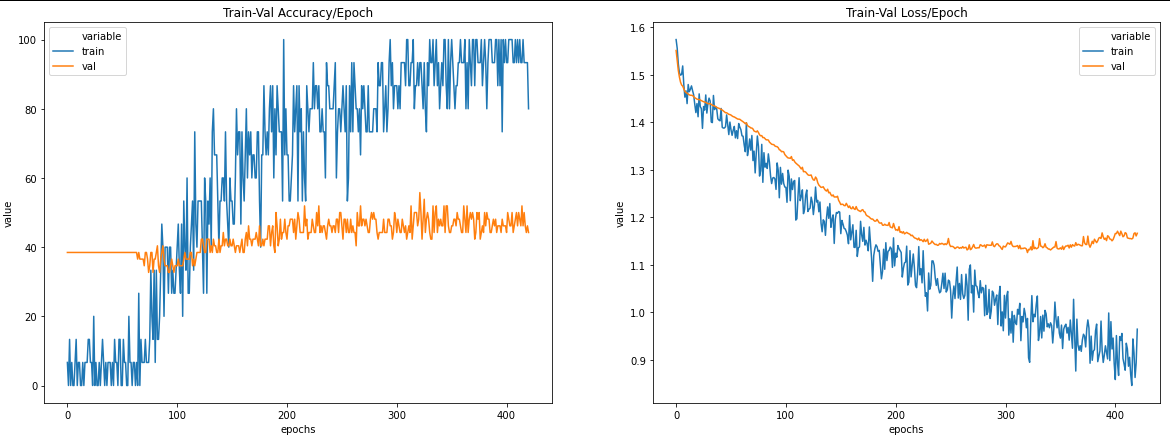 Train-Val Accuracy/Epoch
variable
train
val
100
80
60
40
20
0
value
0 100 200 300 400
epochs
Train-Val Loss/Epoch
variable
train
val
1.6
1.5
1.4
1.3
1.2
1.1
1.0
0.9
value
0 100 200 300 400
epochs